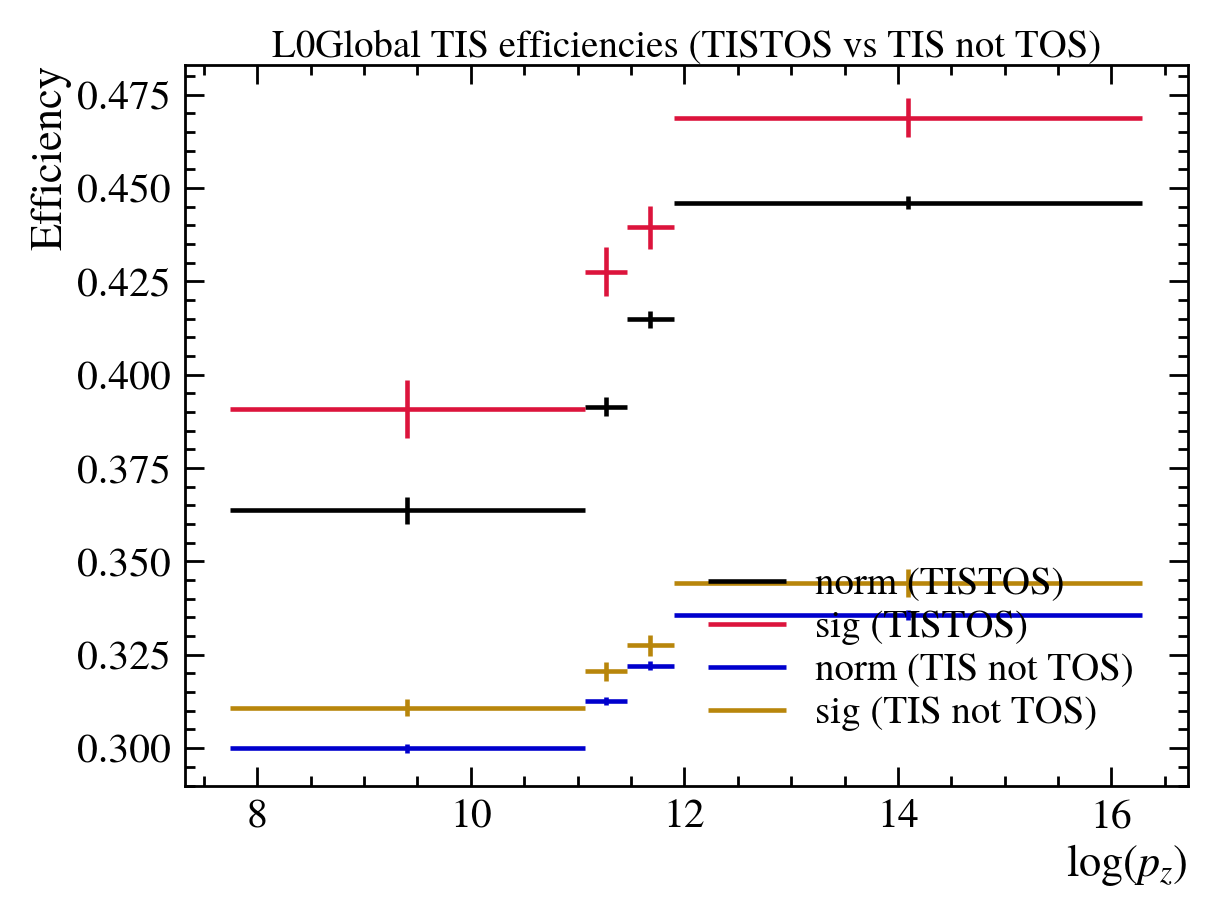 L0Global TIS efficiencies (TISTOS vs TIS not TOS)
Efficiency
0.475
0.450
0.425
0.400
0.375
0.350
0.325
0.300
norm (TISTOS)
sig (TISTOS)
norm (TIS not TOS)
sig (TIS not TOS)
8 10 12 14 16
log(p_z)